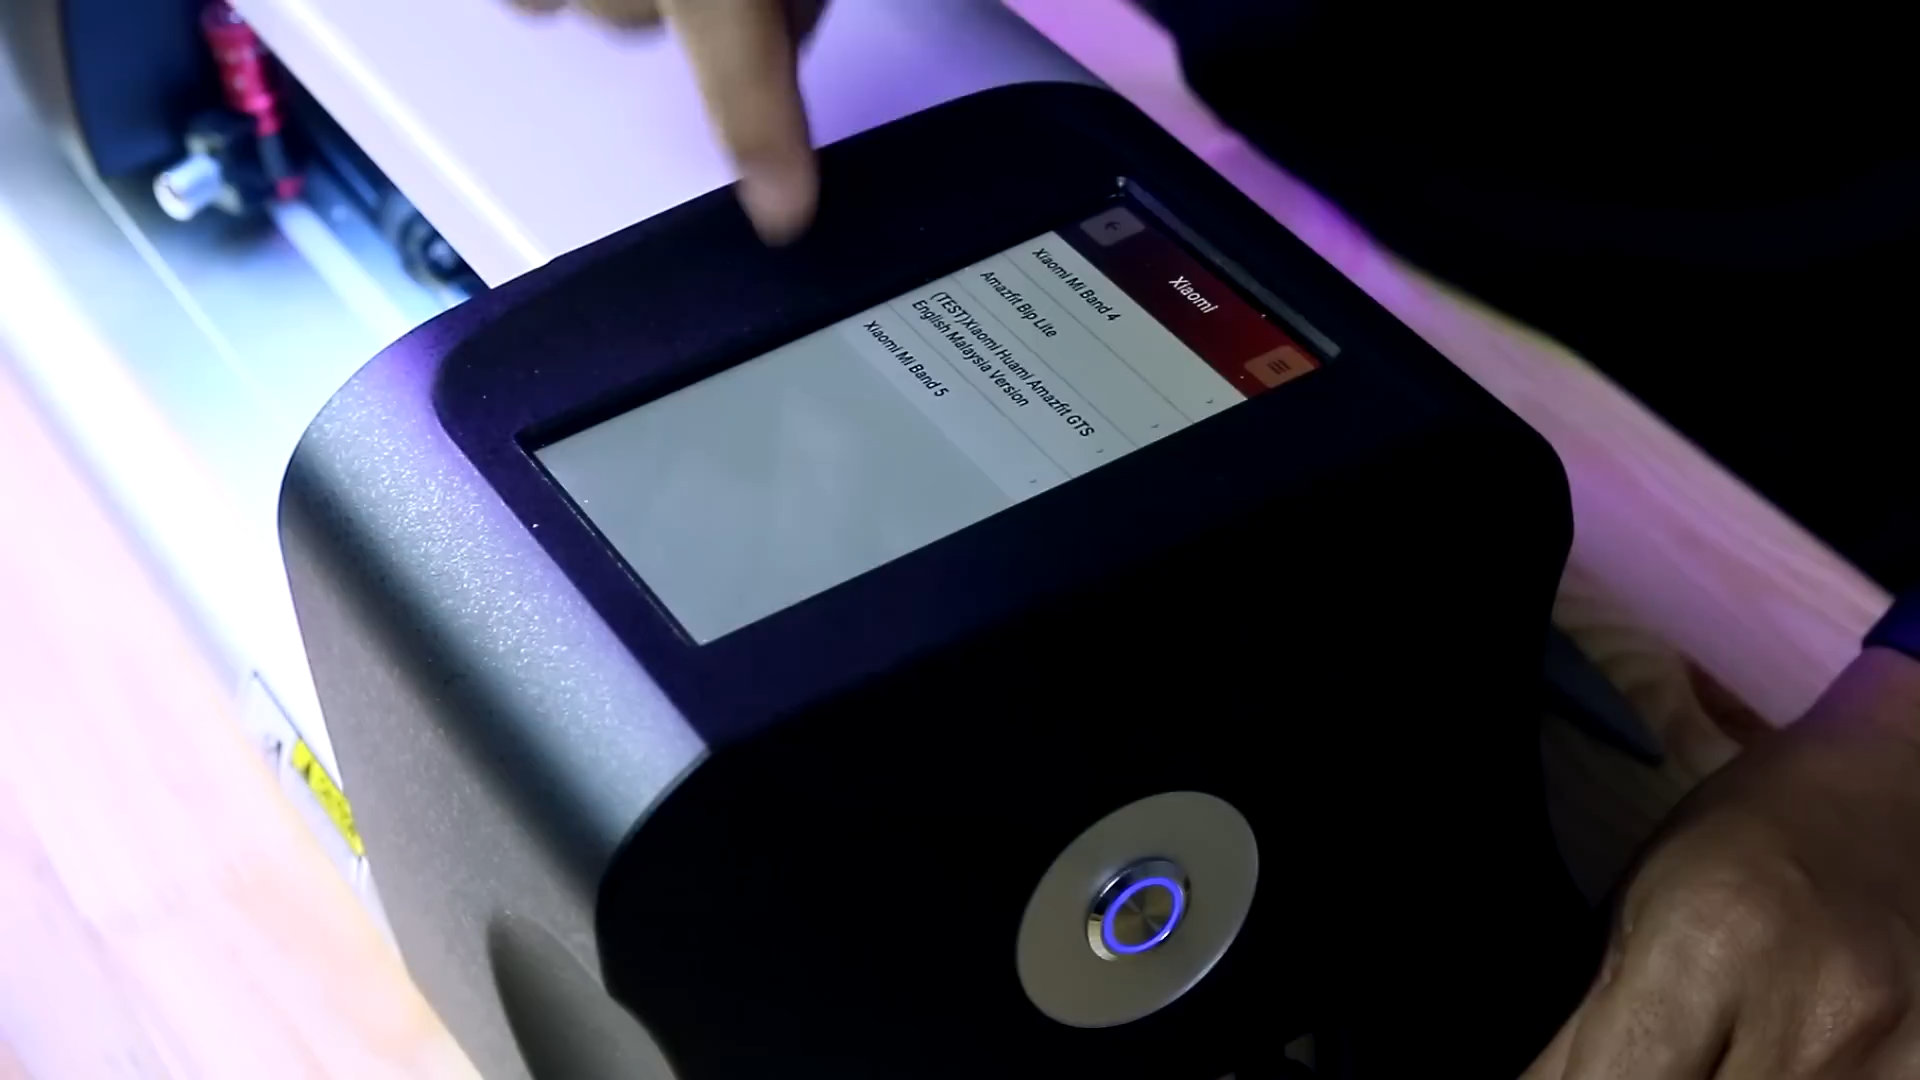 Xiaomi
Xiaomi Mi Band 4
Amazfit Bip Lite
(TEST)Xiaomi Huami Amazfit GTS
English Malaysia Version
Xiaomi Mi Band 5